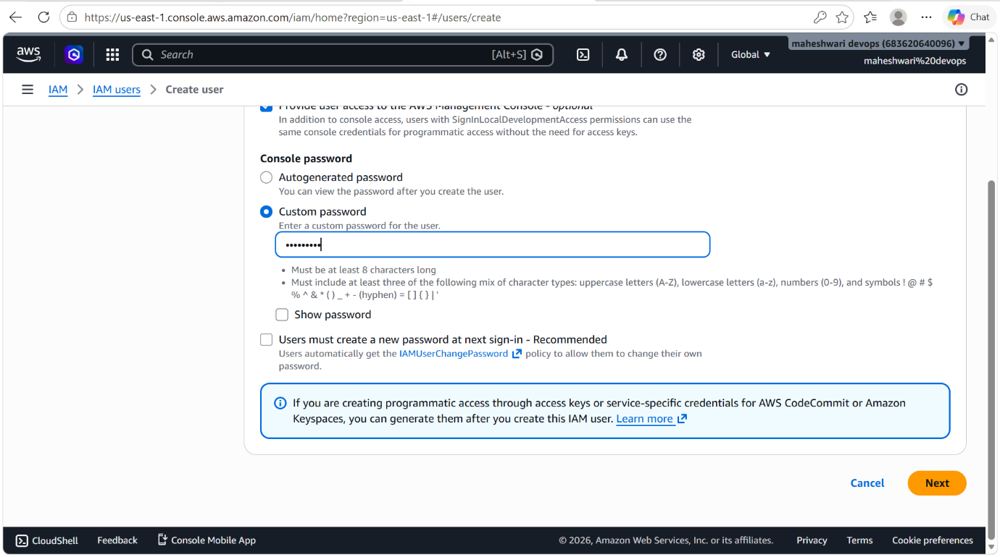 https://us-east-1.console.aws.amazon.com/iam/home?region=us-east-1#/users/create
Chat
aws
Search
[Alt+S]
Global
maheshwari devops (683620640096)
maheshwari%20devops
IAM
IAM users
Create user
Provide user access to the AWS Management Console - optional
In addition to console access, users with SignInLocalDevelopmentAccess permissions can use the
same console credentials for programmatic access without the need for access keys.
Console password
Autogenerated password
You can view the password after you create the user.
Custom password
Enter a custom password for the user.
•••••••••
• Must be at least 8 characters long
• Must include at least three of the following mix of character types: uppercase letters (A-Z), lowercase letters (a-z), numbers (0-9), and symbols ! @ # $
% ^ & * ( ) _ + - (hyphen) = [ ] { } | '
Show password
Users must create a new password at next sign-in - Recommended
Users automatically get the IAMUserChangePassword policy to allow them to change their own
password.
If you are creating programmatic access through access keys or service-specific credentials for AWS CodeCommit or Amazon
Keyspaces, you can generate them after you create this IAM user. Learn more
Cancel
Next
CloudShell
Feedback
Console Mobile App
© 2026, Amazon Web Services, Inc. or its affiliates.
Privacy
Terms
Cookie preferences